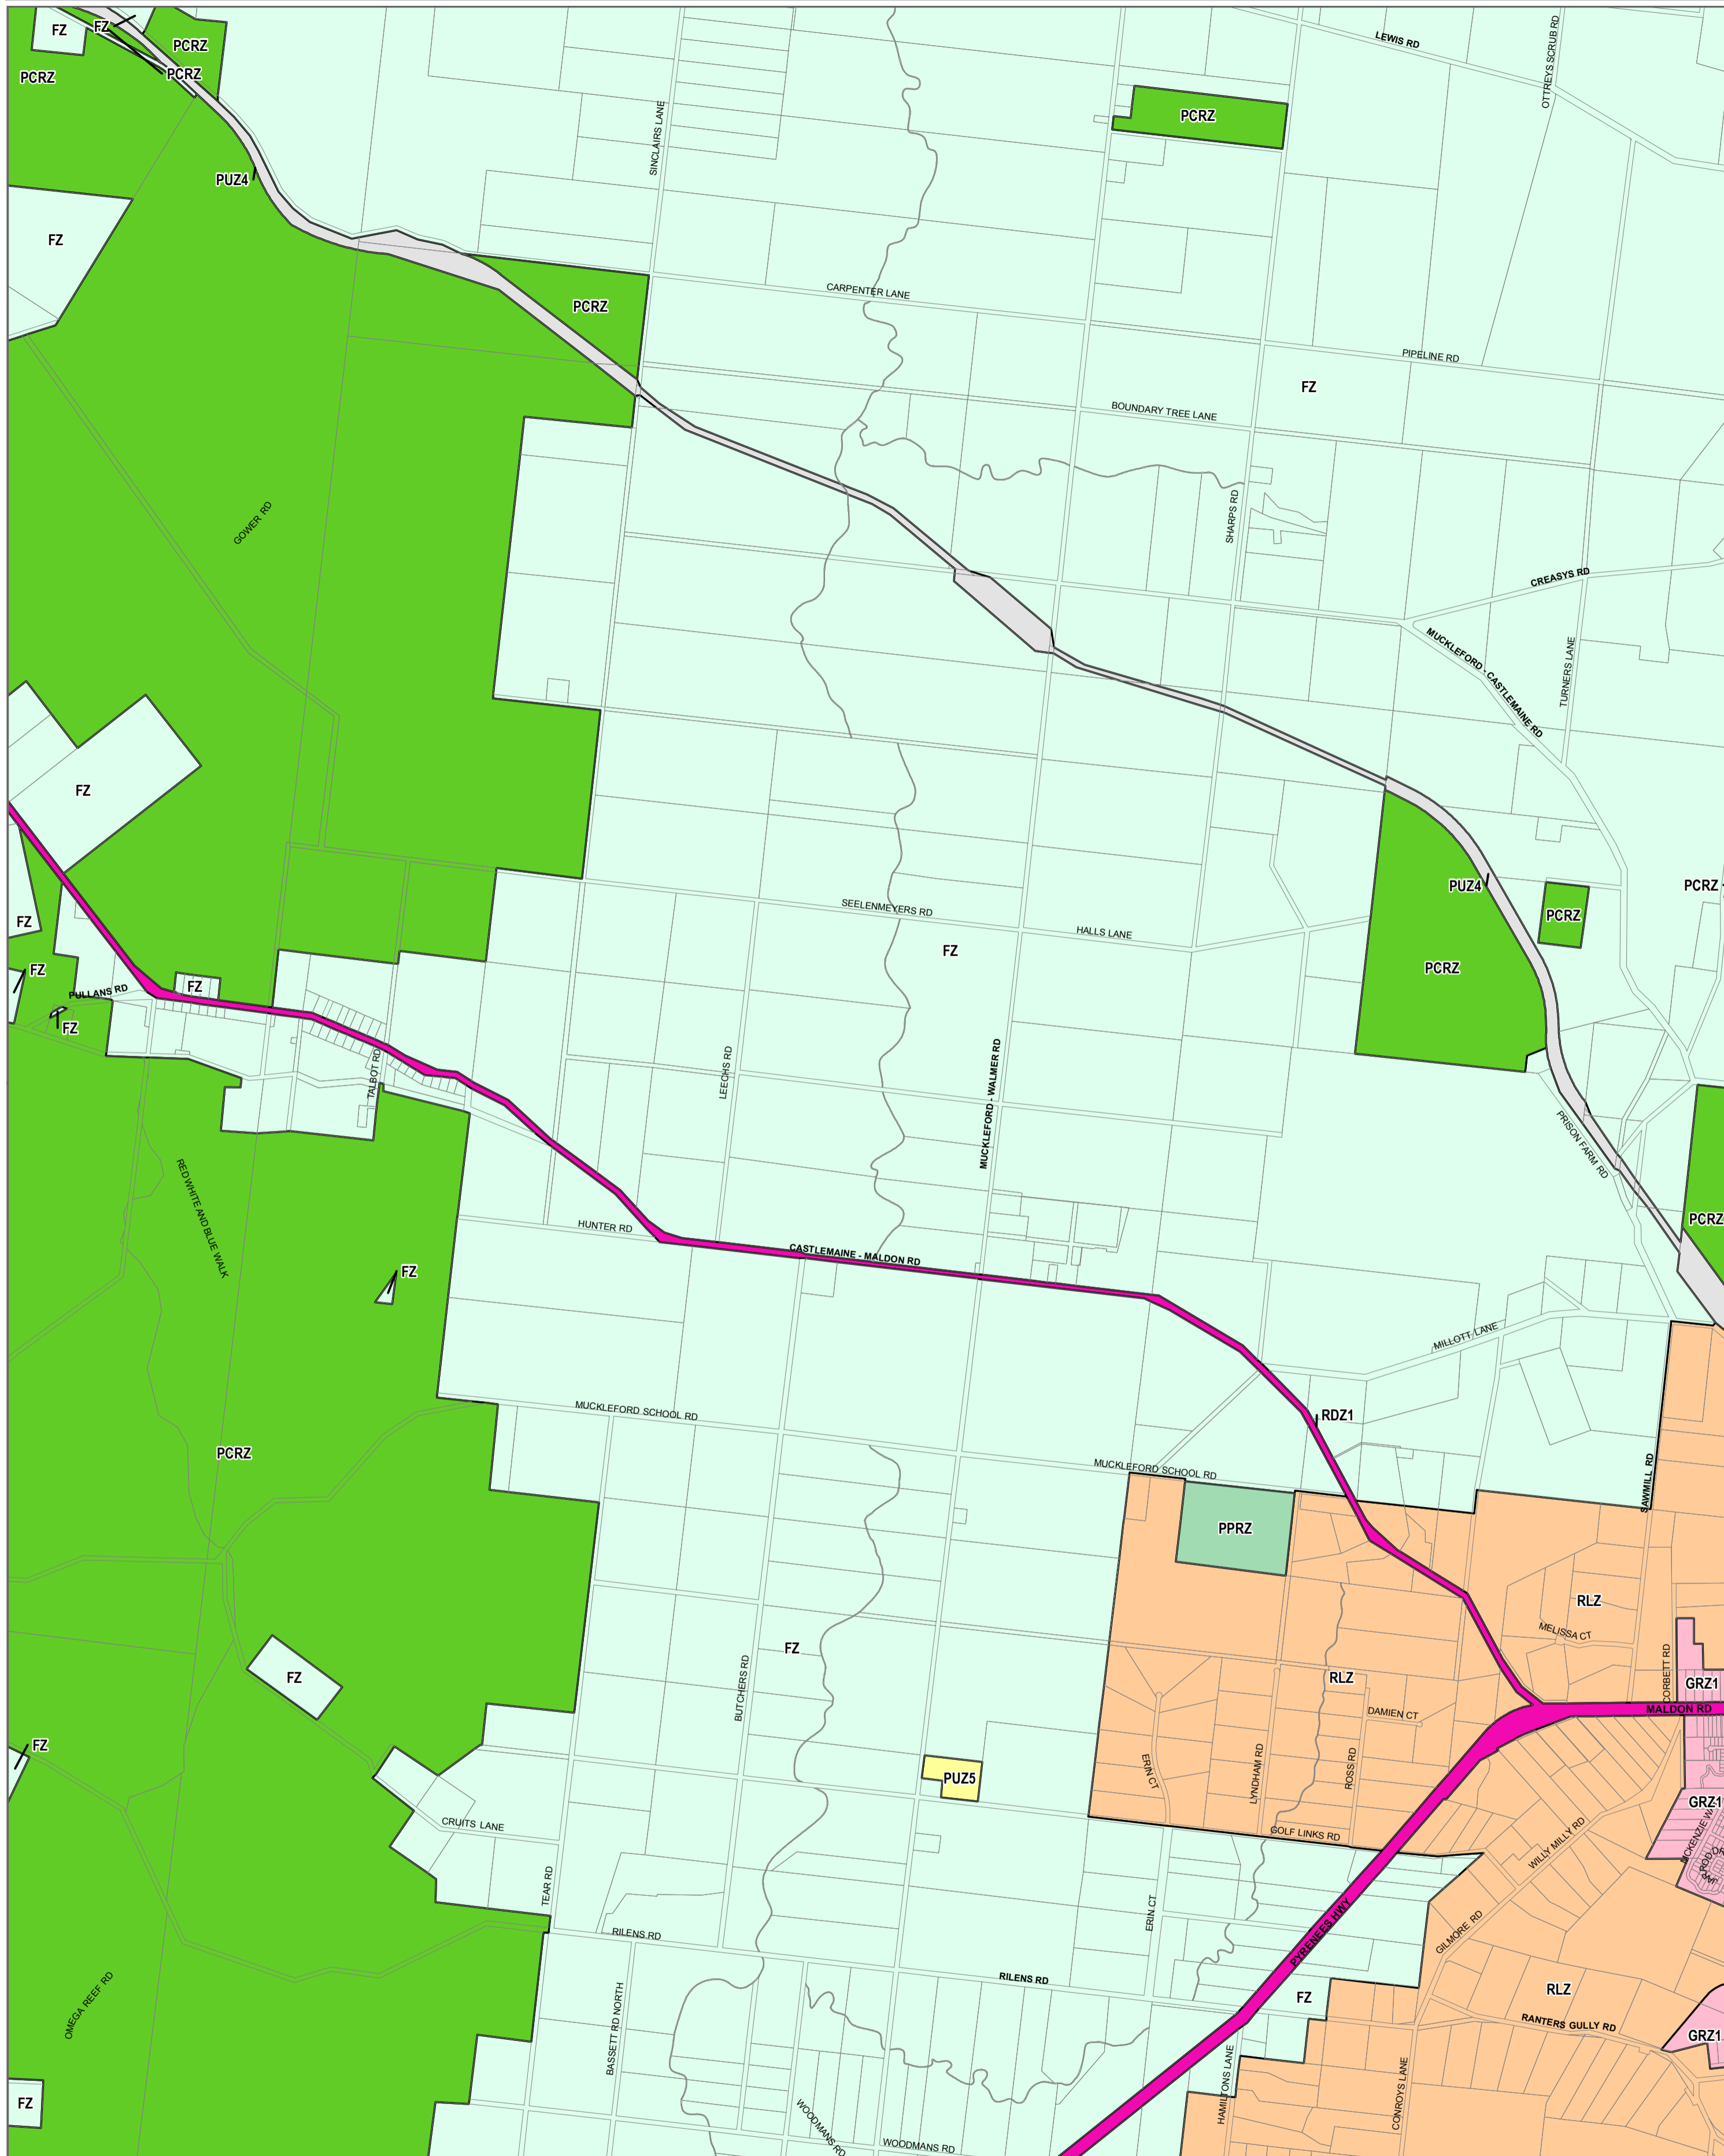 FZ
FZ
PCRZ
PCRZ
PCRZ
LEWIS RD
OTTREYS SCRUB RD
SINCLAIRS LANE
PCRZ
PUZ4
FZ
CARPENTER LANE
PCRZ
PIPELINE RD
FZ
BOUNDARY TREE LANE
GOWER RD
SHARPS RD
CREASYS RD
MUCKLEFORD - CASTLEMAINE RD
TURNERS LANE
FZ
PUZ4
PCRZ
PCRZ
SEELENMEYERS RD
HALLS LANE
FZ
FZ
PCRZ
FZ
FZ
PULLANS RD
FZ
TALBOT RD
LEECHS RD
MUCKLEFORD - WALMER RD
PRISON FARM RD
RED WHITE AND BLUE WALK
PCRZ
HUNTER RD
CASTLEMAINE - MALDON RD
FZ
MILLOTT LANE
MUCKLEFORD SCHOOL RD
RDZ1
PCRZ
MUCKLEFORD SCHOOL RD
SAWMILL RD
PPRZ
RLZ
MELISSA CT
FZ
FZ
RLZ
CORBETT RD
GRZ1
BUTCHERS RD
DAMIEN CT
MALDON RD
FZ
PUZ5
ERIN CT
LYNDHAM RD
ROSS RD
GRZ1
CRUITS LANE
GOLF LINKS RD
WILLY MILLY RD
TEAR RD
ERIN CT
RILENS RD
PYRENEES HWY
GILMORE RD
RILENS RD
OMEGA REEF RD
BASSETT RD NORTH
FZ
RLZ
RANTERS GULLY RD
GRZ1
FZ
HAMILTONS LANE
CONROYS LANE
WOODMANS RD
WOODMANS RD